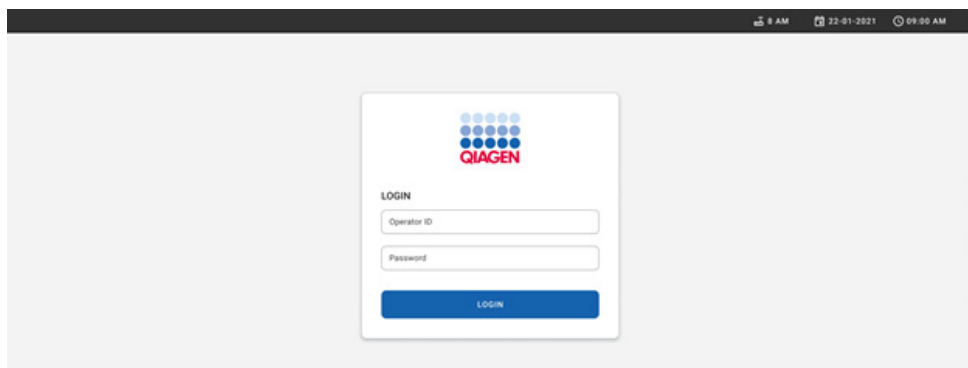 8 AM 22-01-2021 09:00 AM
QIAGEN
LOGIN
Operator ID
Password
LOGIN